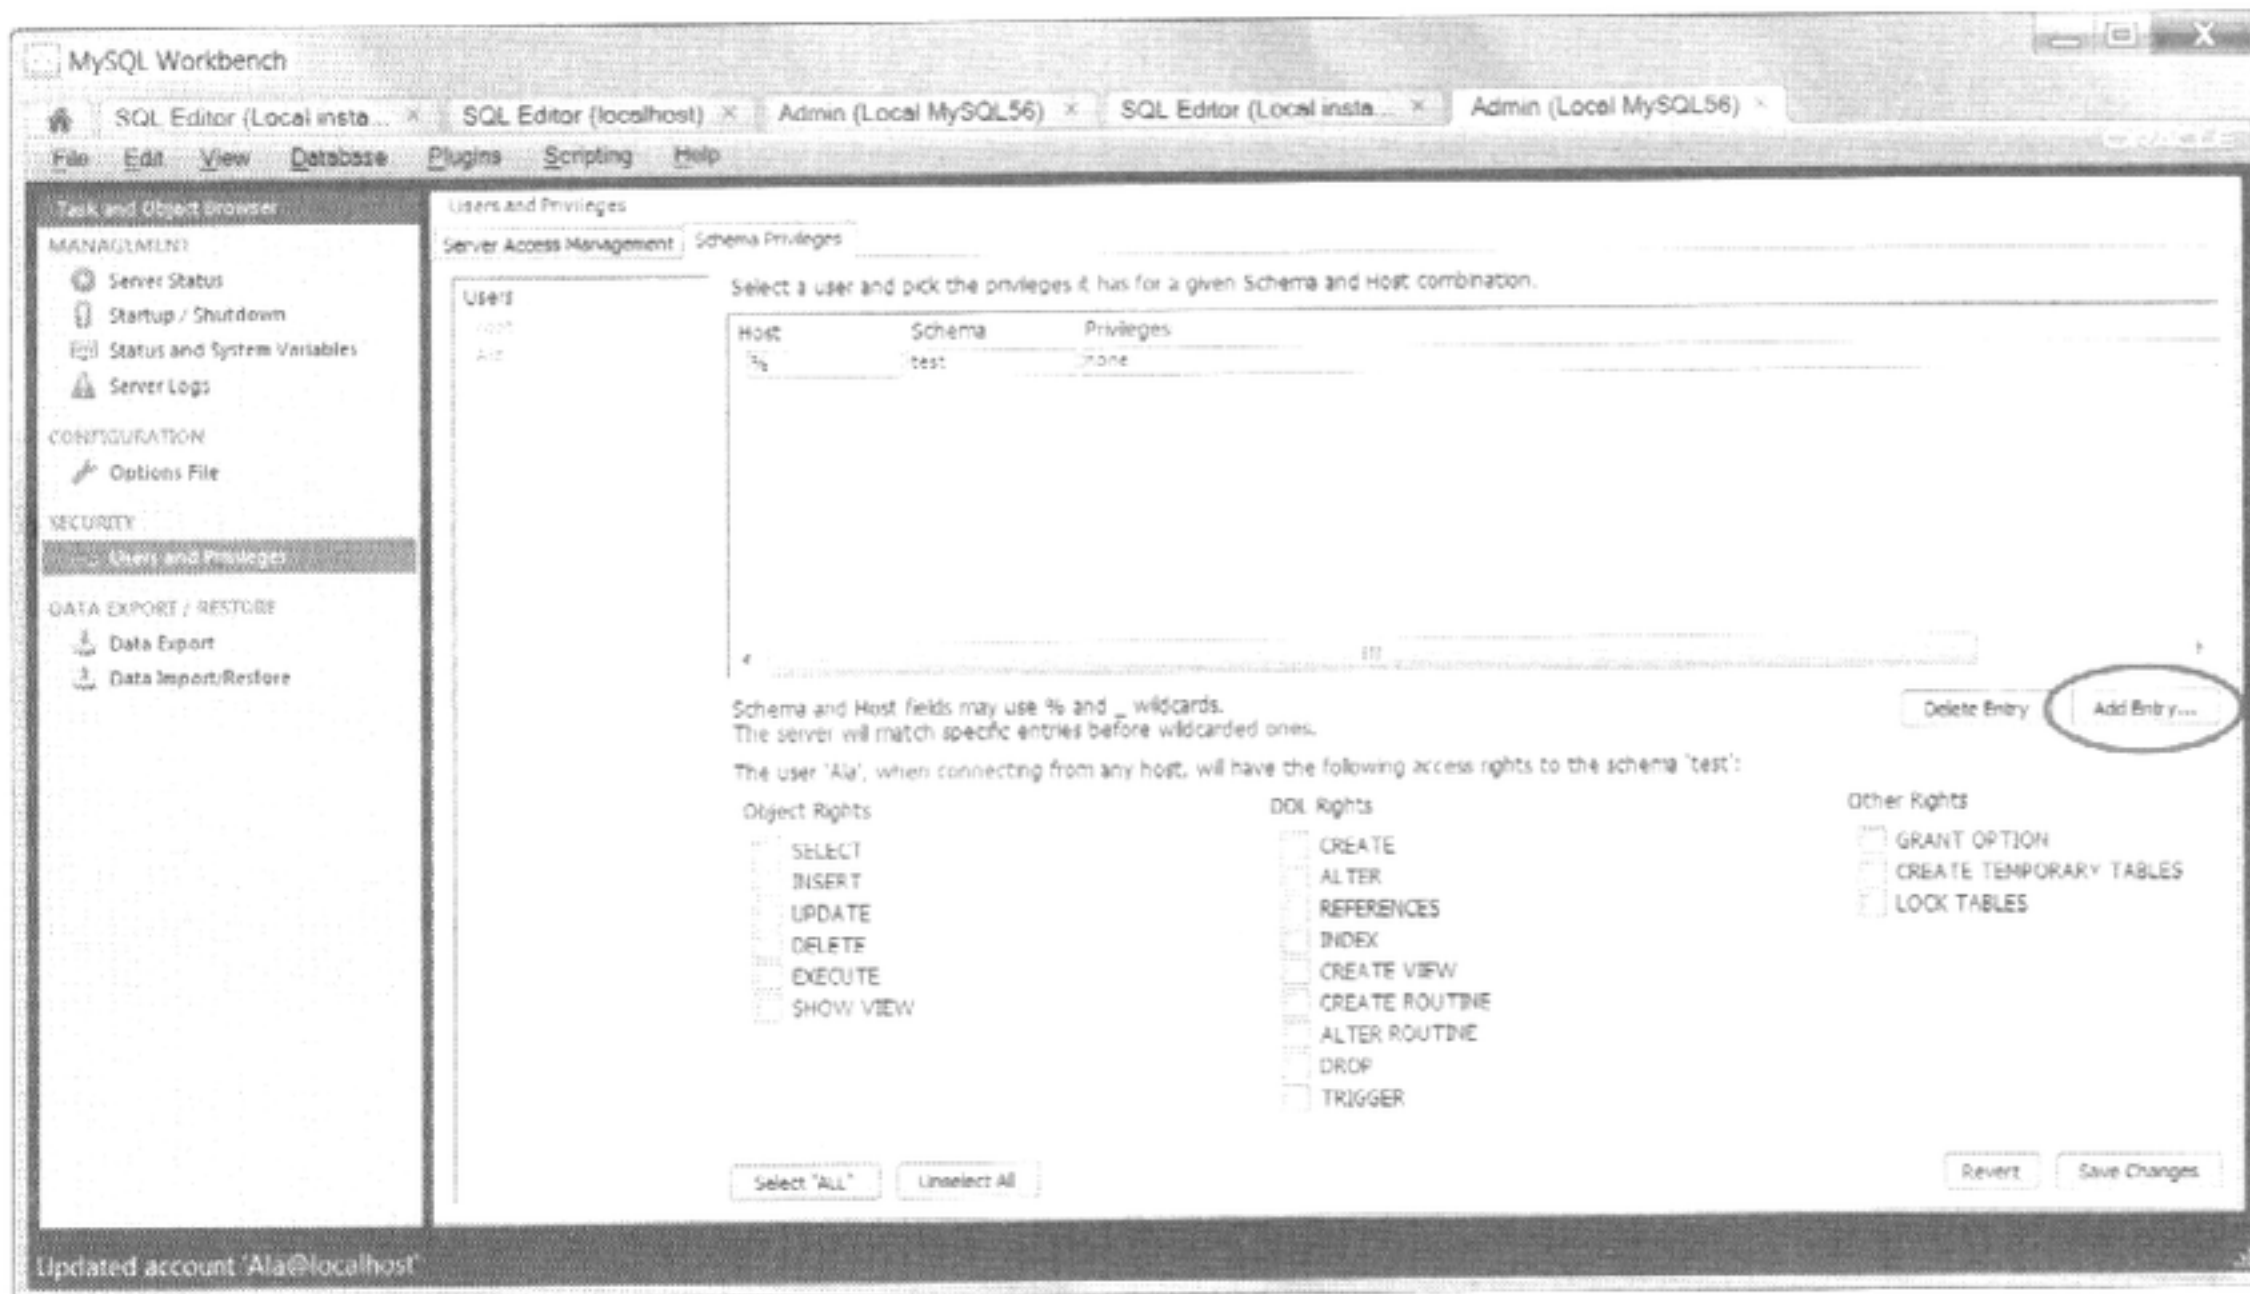 MySQL Workbench
SQL Editor (Local insta... × SQL Editor (localhost) × Admin (Local MySQL56) × SQL Editor (Local insta... × Admin (Local MySQL56) ×
File Edit View Database Plugins Scripting Help
ORACLE
Task and Object Browser
MANAGEMENT
Server Status
Startup / Shutdown
Status and System Variables
Server Logs
CONFIGURATION
Options File
SECURITY
Users and Privileges
DATA EXPORT / RESTORE
Data Export
Data Import/Restore
Users and Privileges
Server Access Management Schema Privileges
Users
root
Ala
Select a user and pick the privileges it has for a given Schema and Host combination.
Host Schema Privileges
% test none
Schema and Host fields may use % and _ wildcards.
The server will match specific entries before wildcarded ones.
Delete Entry Add Entry...
The user 'Ala', when connecting from any host, will have the following access rights to the schema 'test':
Object Rights
SELECT
INSERT
UPDATE
DELETE
EXECUTE
SHOW VIEW
DDL Rights
CREATE
ALTER
REFERENCES
INDEX
CREATE VIEW
CREATE ROUTINE
ALTER ROUTINE
DROP
TRIGGER
Other Rights
GRANT OPTION
CREATE TEMPORARY TABLES
LOCK TABLES
Select "ALL" Unselect All Revert Save Changes
Updated account 'Ala@localhost'